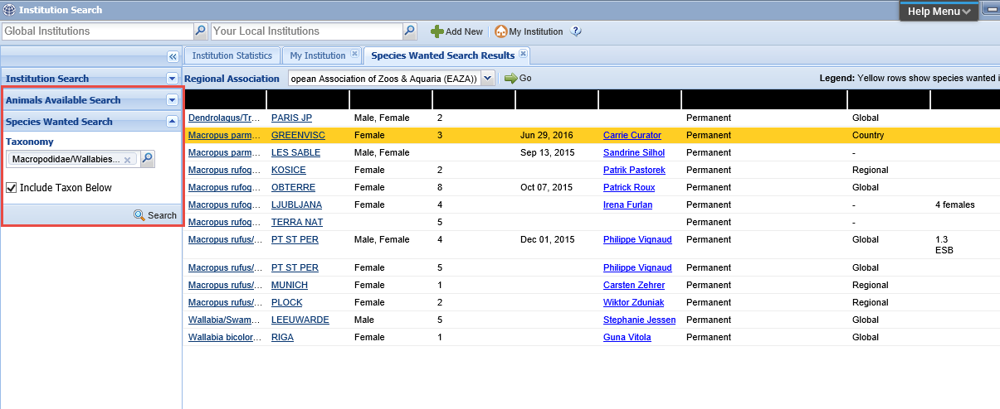 Institution Search
Help Menu
Global Institutions
Your Local Institutions
Add New
My Institution
Institution Statistics
My Institution
Species Wanted Search Results
Institution Search
Animals Available Search
Species Wanted Search
Taxonomy
Macropodidae/Wallabies...
Include Taxon Below
Search
Regional Association opean Association of Zoos & Aquaria (EAZA)) Go Legend: Yellow rows show species wanted i
Dendrolagus/Tr... PARIS JP Male, Female 2 Permanent Global
Macropus parm... GREENVISC Female 3 Jun 29, 2016 Carrie Curator Permanent Country
Macropus parm... LES SABLE Male, Female Sep 13, 2015 Sandrine Silhol Permanent -
Macropus rufog... KOSICE Female 2 Patrik Pastorek Permanent Regional
Macropus rufog... OBTERRE Female 8 Oct 07, 2015 Patrick Roux Permanent Global
Macropus rufog... LJUBLJANA Female 4 Irena Furlan Permanent - 4 females
Macropus rufog... TERRA NAT 5 Permanent -
Macropus rufus/... PT ST PER Male, Female 4 Dec 01, 2015 Philippe Vignaud Permanent Global 1.3
ESB
Macropus rufus/... PT ST PER Female 5 Philippe Vignaud Permanent Global
Macropus rufus/... MUNICH Female 1 Carsten Zehrer Permanent Regional
Macropus rufus/... PLOCK Female 2 Wiktor Zduniak Permanent Regional
Wallabia/Swam... LEEUWARDE Male 5 Stephanie Jessen Permanent Global
Wallabia bicolor... RIGA Female 1 Guna Vitola Permanent Global